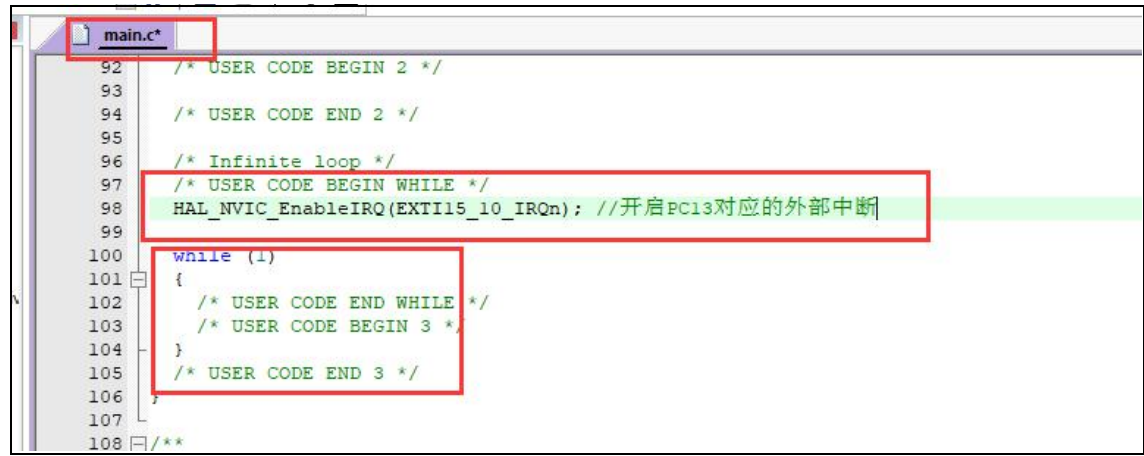 main.c*
92 /* USER CODE BEGIN 2 */
93
94 /* USER CODE END 2 */
95
96 /* Infinite loop */
97 /* USER CODE BEGIN WHILE */
98 HAL_NVIC_EnableIRQ(EXTI15_10_IRQn); //开启PC13对应的外部中断
99
100 while (1)
101 {
102 /* USER CODE END WHILE */
103 /* USER CODE BEGIN 3 */
104 }
105 /* USER CODE END 3 */
106 }
107
108 /**